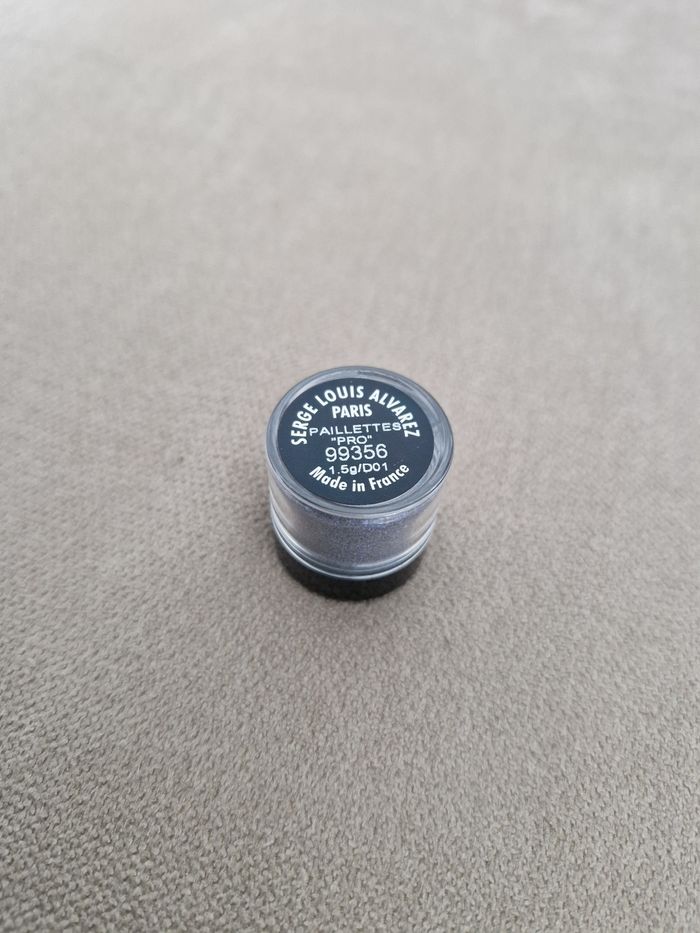 SERGE LOUIS ALVAREZ
PARIS
PAILLETTES
"PRO"
99356
1.5g/D01
Made in France